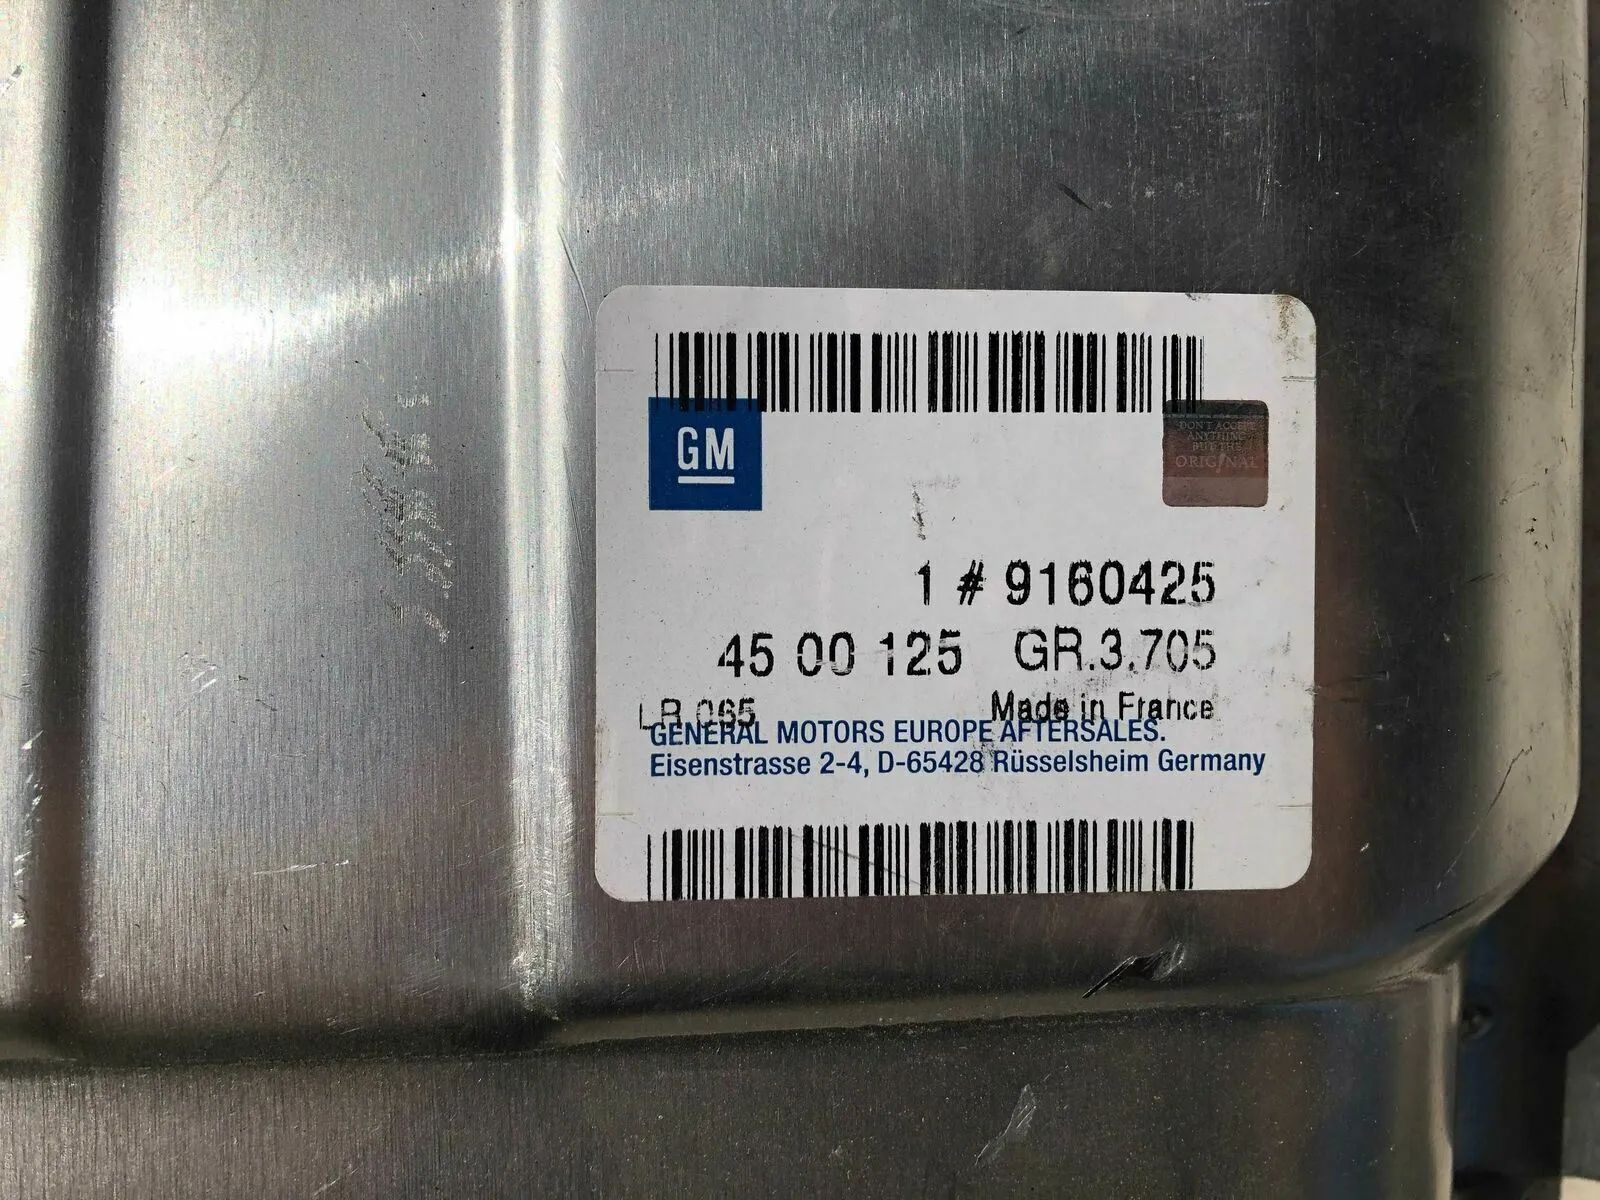 GM
DON'T ACCEPT
ANYTHING
BUT THE
ORIGINAL
1 # 9160425
45 00 125 GR.3.705
LR 065 Made in France
GENERAL MOTORS EUROPE AFTERSALES.
Eisenstrasse 2-4, D-65428 Rüsselsheim Germany